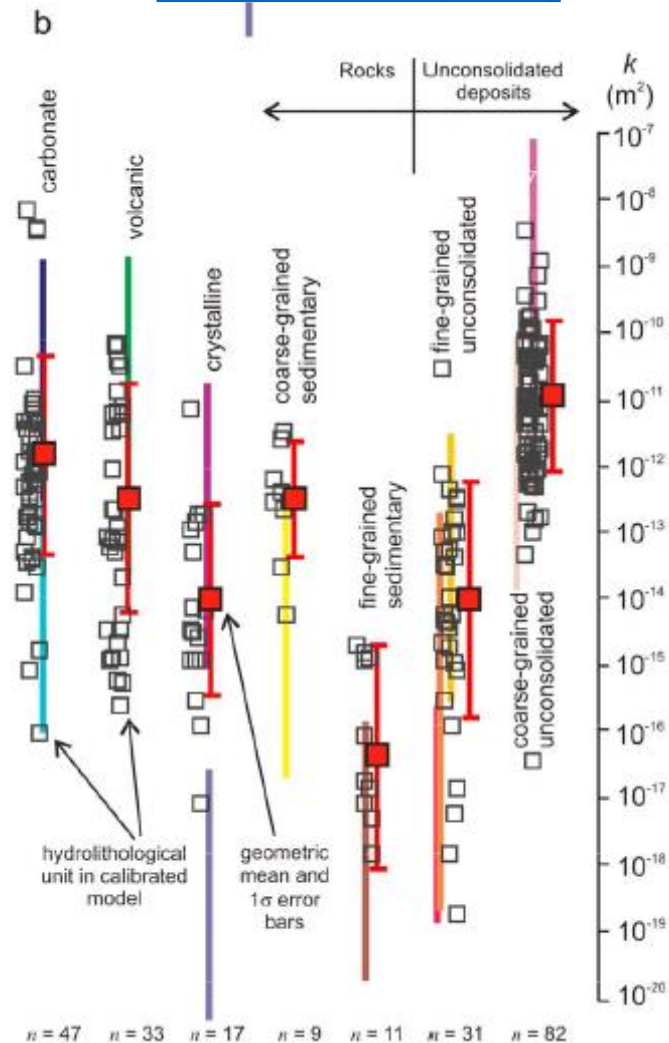 b
Rocks
Unconsolidated
deposits
k
(m²)
carbonate
volcanic
crystalline
coarse-grained
sedimentary
fine-grained
sedimentary
fine-grained
unconsolidated
coarse-grained
unconsolidated
10⁻⁷
10⁻⁸
10⁻⁹
10⁻¹⁰
10⁻¹¹
10⁻¹²
10⁻¹³
10⁻¹⁴
10⁻¹⁵
10⁻¹⁶
10⁻¹⁷
10⁻¹⁸
10⁻¹⁹
10⁻²⁰
hydrolithological
unit in calibrated
model
geometric
mean and
1σ error
bars
n = 47
n = 33
n = 17
n = 9
n = 11
n = 31
n = 82